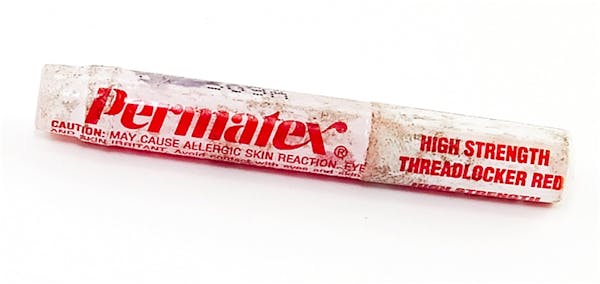 Permatex®
CAUTION: MAY CAUSE ALLERGIC SKIN REACTION, EYE
AND SKIN IRRITANT. Avoid contact with eyes and skin
HIGH STRENGTH
THREADLOCKER RED
HIGH STRENGTH